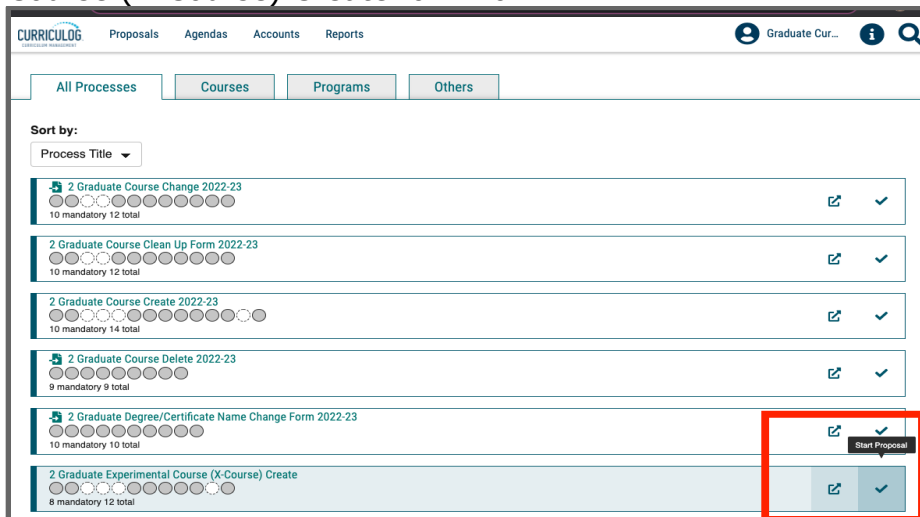 CURRICULOG
CURRICULUM MANAGEMENT
Proposals Agendas Accounts Reports Graduate Cur...
All Processes Courses Programs Others
Sort by:
Process Title
2 Graduate Course Change 2022-23
10 mandatory 12 total
2 Graduate Course Clean Up Form 2022-23
10 mandatory 12 total
2 Graduate Course Create 2022-23
10 mandatory 14 total
2 Graduate Course Delete 2022-23
9 mandatory 9 total
2 Graduate Degree/Certificate Name Change Form 2022-23
10 mandatory 10 total
Start Proposal
2 Graduate Experimental Course (X-Course) Create
8 mandatory 12 total